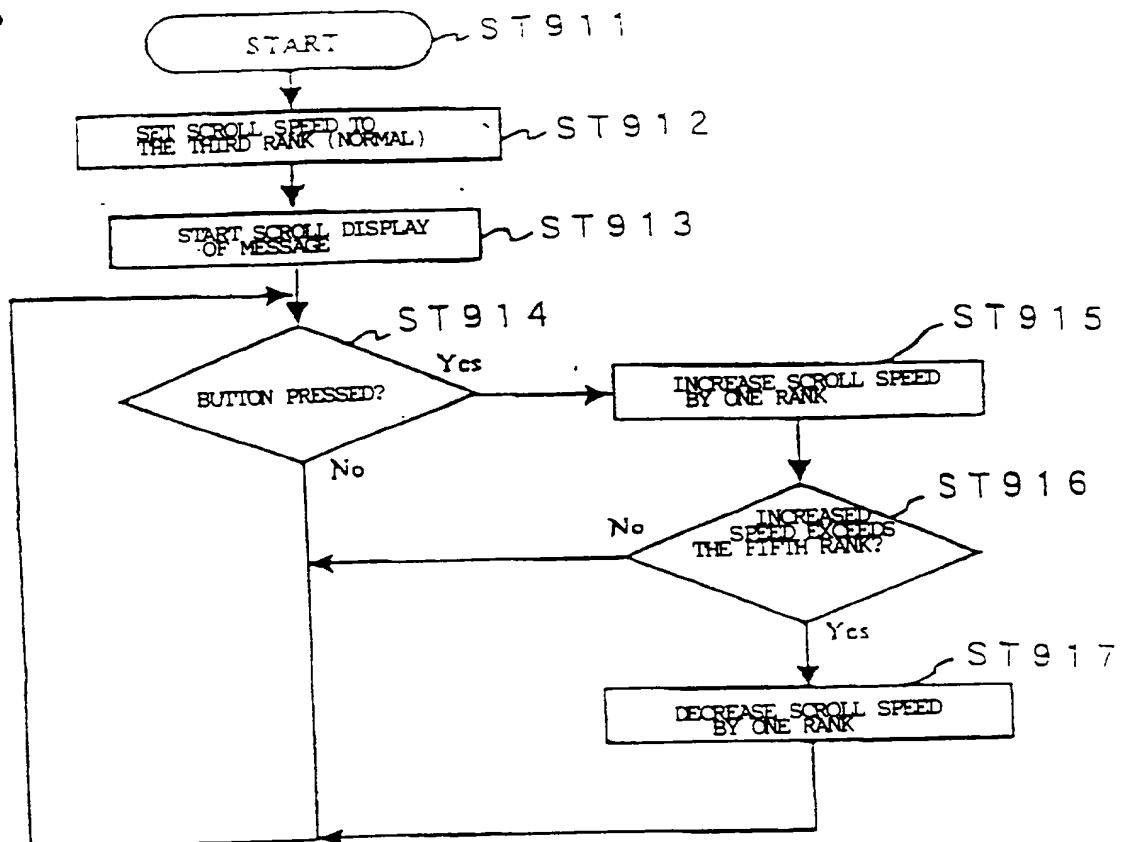 START
ST911
SET SCROLL SPEED TO
THE THIRD RANK (NORMAL)
ST912
START SCROLL DISPLAY
OF MESSAGE
ST913
ST914
BUTTON PRESSED?
Yes
No
ST915
INCREASE SCROLL SPEED
BY ONE RANK
ST916
INCREASED
SPEED EXCEEDS
THE FIFTH RANK?
No
Yes
ST917
DECREASE SCROLL SPEED
BY ONE RANK